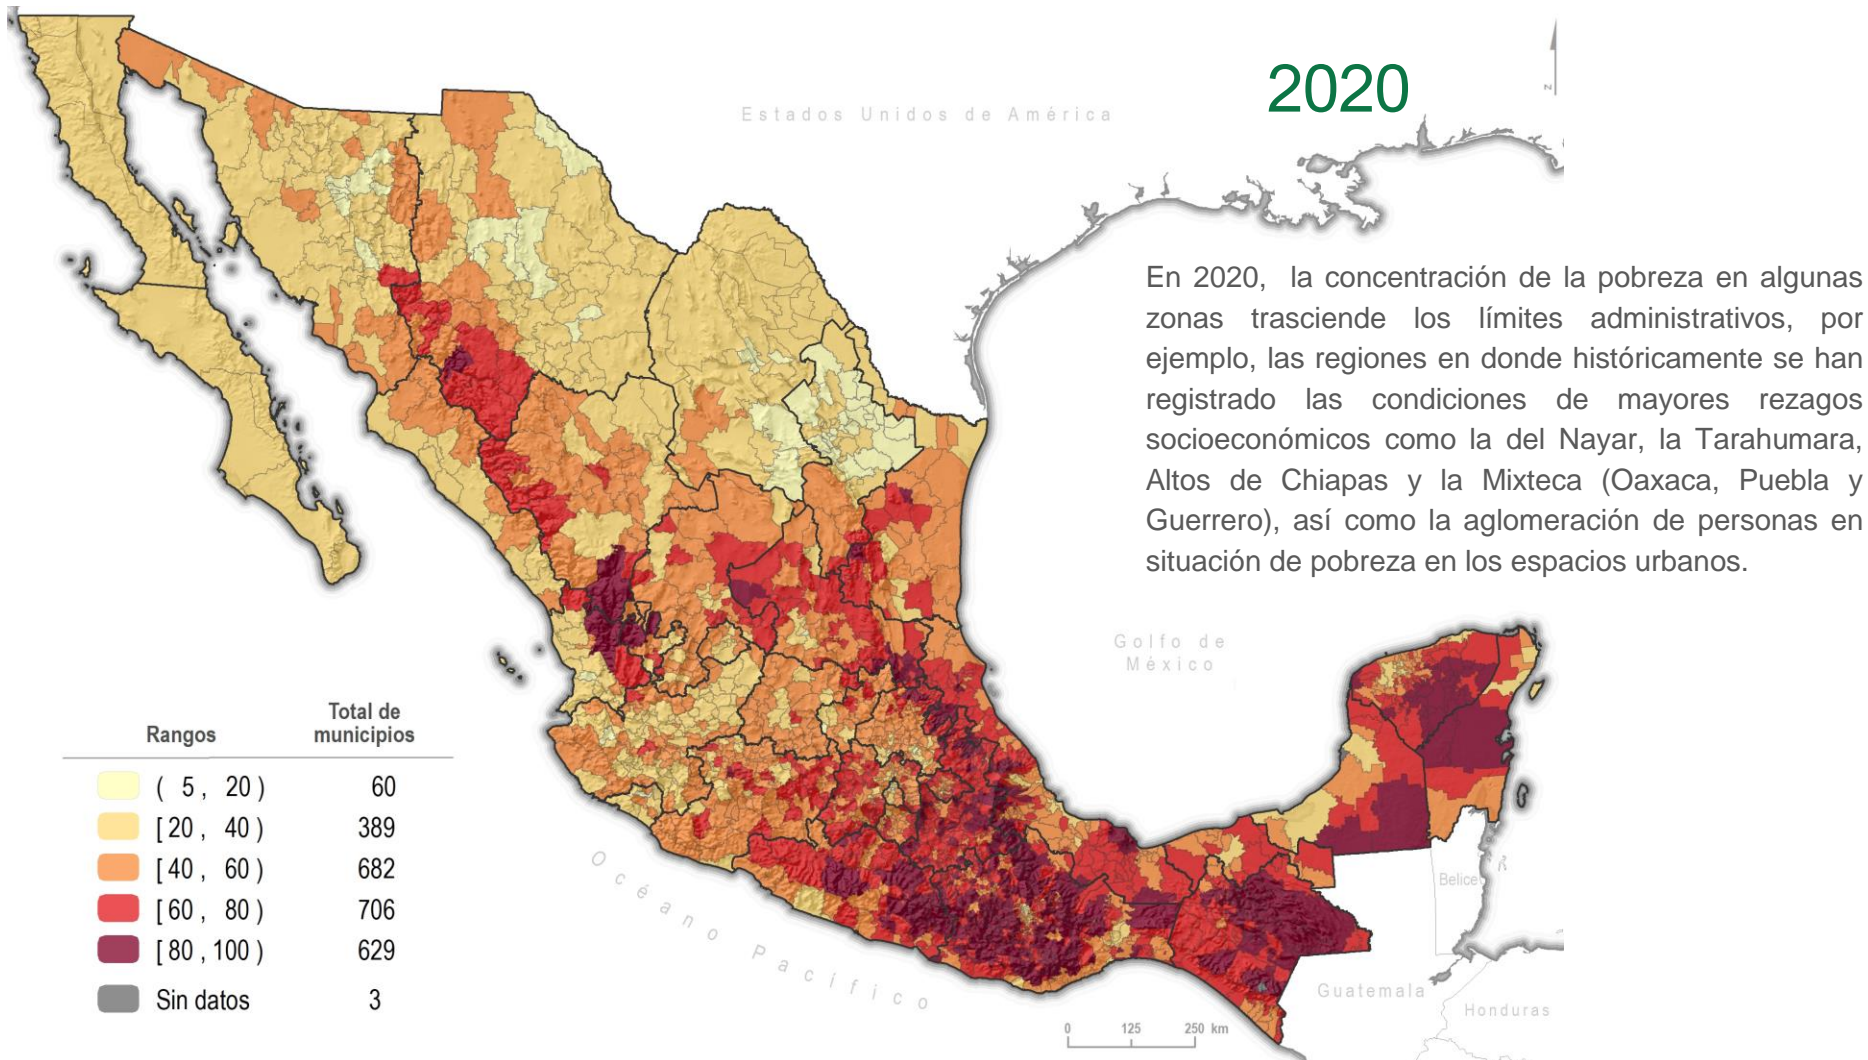 2020
N
Estados Unidos de América
En 2020, la concentración de la pobreza en algunas
zonas trasciende los límites administrativos, por
ejemplo, las regiones en donde históricamente se han
registrado las condiciones de mayores rezagos
socioeconómicos como la del Nayar, la Tarahumara,
Altos de Chiapas y la Mixteca (Oaxaca, Puebla y
Guerrero), así como la aglomeración de personas en
situación de pobreza en los espacios urbanos.
Golfo de
México
Rangos Total de municipios
( 5 , 20 ) 60
[ 20 , 40 ) 389
[ 40 , 60 ) 682
[ 60 , 80 ) 706
[ 80 , 100 ) 629
Sin datos 3
Océano Pacífico
Belice
Guatemala
Honduras
0 125 250 km